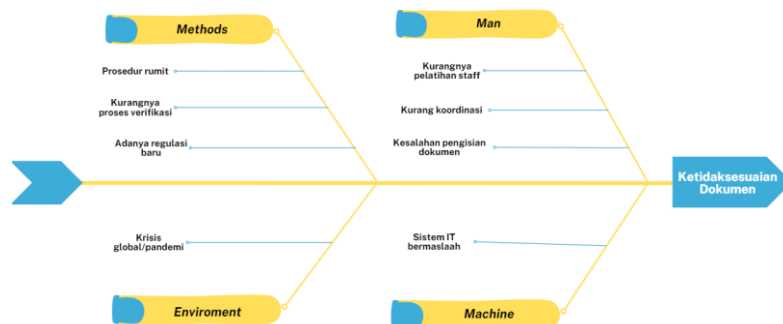 Methods
Man
Prosedur rumit
Kurangnya
pelatihan staff
Kurangnya
proses verifikasi
Kurang koordinasi
Adanya regulasi
baru
Kesalahan pengisian
dokumen
Ketidaksesuaian
Dokumen
Krisis
global/pandemi
Sistem IT
bermaslaah
Enviroment
Machine